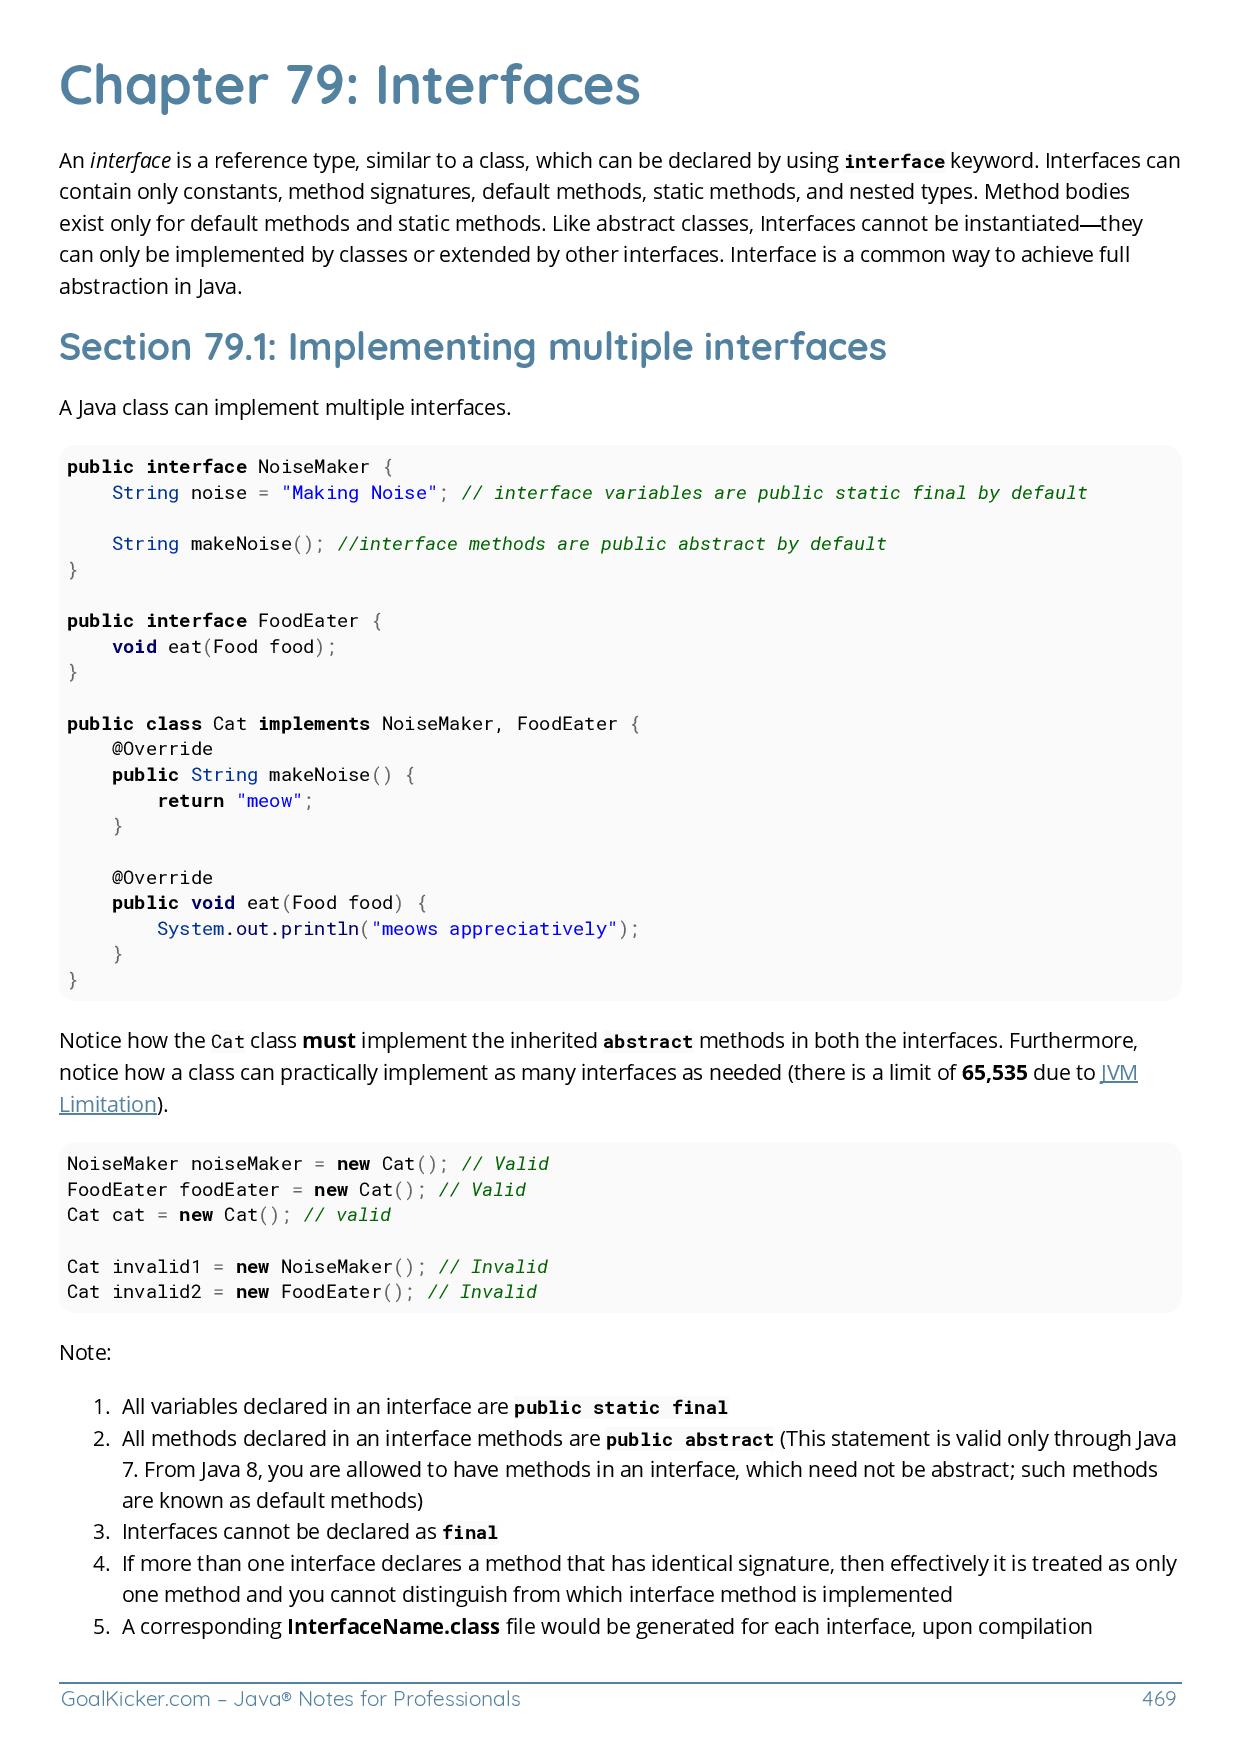 Chapter 79: Interfaces
An interface is a reference type, similar to a class, which can be declared by using interface keyword. Interfaces can
contain only constants, method signatures, default methods, static methods, and nested types. Method bodies
exist only for default methods and static methods. Like abstract classes, Interfaces cannot be instantiated—they
can only be implemented by classes or extended by other interfaces. Interface is a common way to achieve full
abstraction in Java.
Section 79.1: Implementing multiple interfaces
A Java class can implement multiple interfaces.
public interface NoiseMaker {
    String noise = "Making Noise"; // interface variables are public static final by default
    String makeNoise(); //interface methods are public abstract by default
}
public interface FoodEater {
    void eat(Food food);
}
public class Cat implements NoiseMaker, FoodEater {
    @Override
    public String makeNoise() {
        return "meow";
    }
    @Override
    public void eat(Food food) {
        System.out.println("meows appreciatively");
    }
}
Notice how the Cat class must implement the inherited abstract methods in both the interfaces. Furthermore,
notice how a class can practically implement as many interfaces as needed (there is a limit of 65,535 due to JVM
Limitation).
NoiseMaker noiseMaker = new Cat(); // Valid
FoodEater foodEater = new Cat(); // Valid
Cat cat = new Cat(); // valid
Cat invalid1 = new NoiseMaker(); // Invalid
Cat invalid2 = new FoodEater(); // Invalid
Note:
1. All variables declared in an interface are public static final
2. All methods declared in an interface methods are public abstract (This statement is valid only through Java
7. From Java 8, you are allowed to have methods in an interface, which need not be abstract; such methods
are known as default methods)
3. Interfaces cannot be declared as final
4. If more than one interface declares a method that has identical signature, then effectively it is treated as only
one method and you cannot distinguish from which interface method is implemented
5. A corresponding InterfaceName.class file would be generated for each interface, upon compilation
GoalKicker.com – Java® Notes for Professionals 469